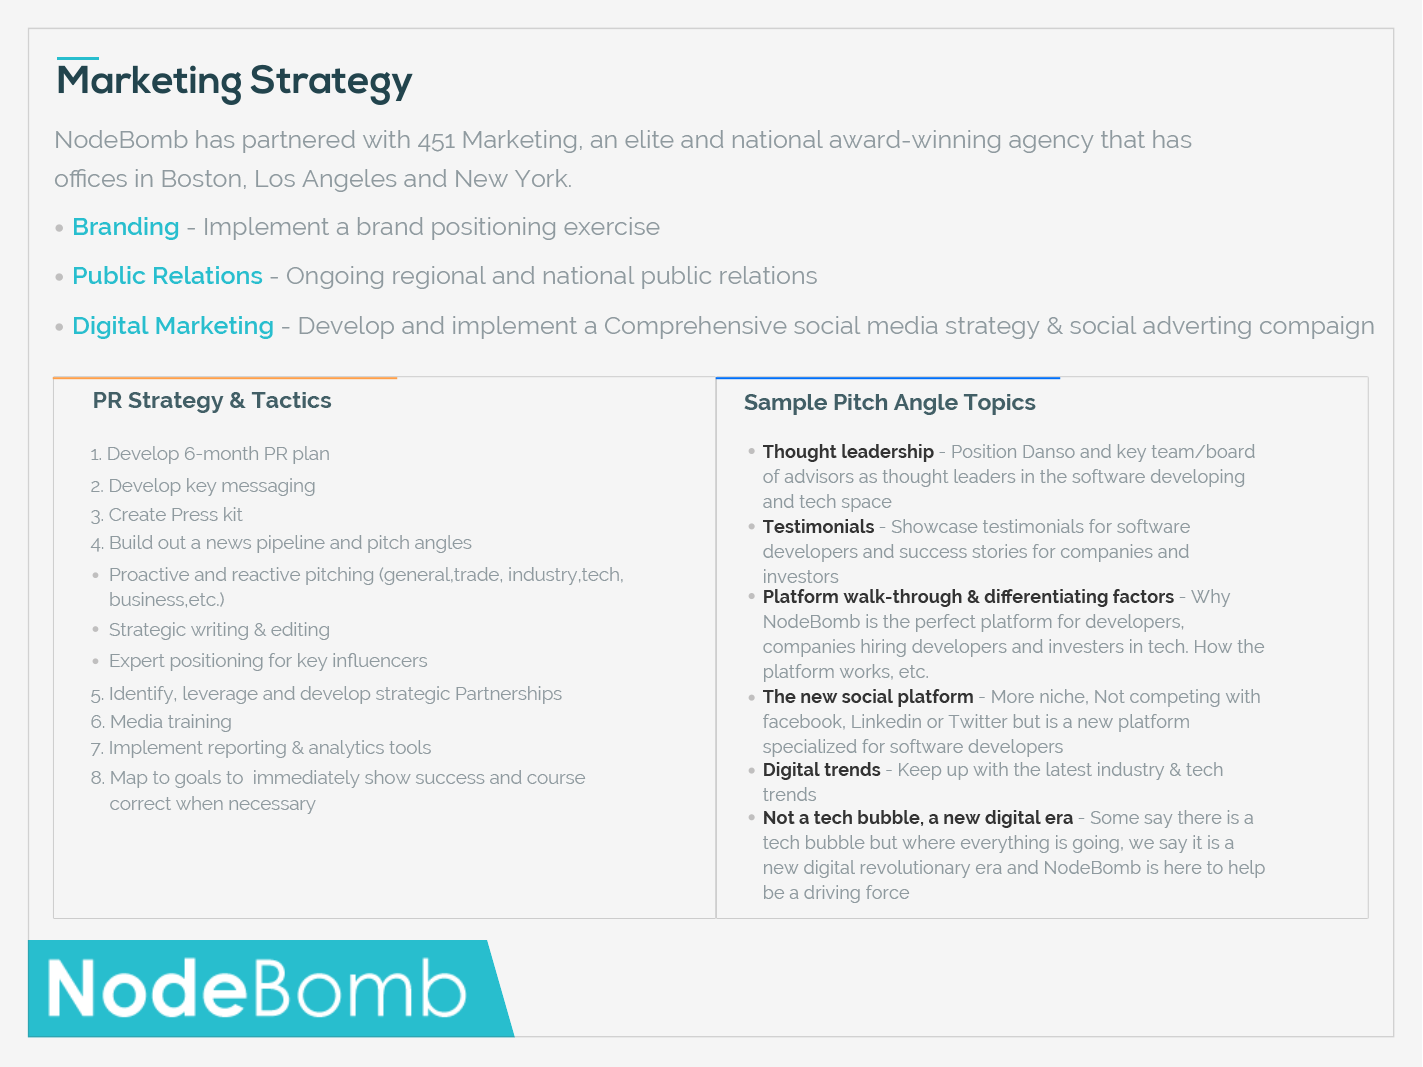 Marketing Strategy
NodeBomb has partnered with 451 Marketing, an elite and national award-winning agency that has
offices in Boston, Los Angeles and New York.
• Branding - Implement a brand positioning exercise
• Public Relations - Ongoing regional and national public relations
• Digital Marketing - Develop and implement a Comprehensive social media strategy & social adverting compaign
PR Strategy & Tactics
1. Develop 6-month PR plan
2. Develop key messaging
3. Create Press kit
4. Build out a news pipeline and pitch angles
• Proactive and reactive pitching (general,trade, industry,tech,
business,etc.)
• Strategic writing & editing
• Expert positioning for key influencers
5. Identify, leverage and develop strategic Partnerships
6. Media training
7. Implement reporting & analytics tools
8. Map to goals to  immediately show success and course
correct when necessary
Sample Pitch Angle Topics
• Thought leadership - Position Danso and key team/board
of advisors as thought leaders in the software developing
and tech space
• Testimonials - Showcase testimonials for software
developers and success stories for companies and
investors
• Platform walk-through & differentiating factors - Why
NodeBomb is the perfect platform for developers,
companies hiring developers and investers in tech. How the
platform works, etc.
• The new social platform - More niche, Not competing with
facebook, Linkedin or Twitter but is a new platform
specialized for software developers
• Digital trends - Keep up with the latest industry & tech
trends
• Not a tech bubble, a new digital era - Some say there is a
tech bubble but where everything is going, we say it is a
new digital revolutionary era and NodeBomb is here to help
be a driving force
NodeBomb